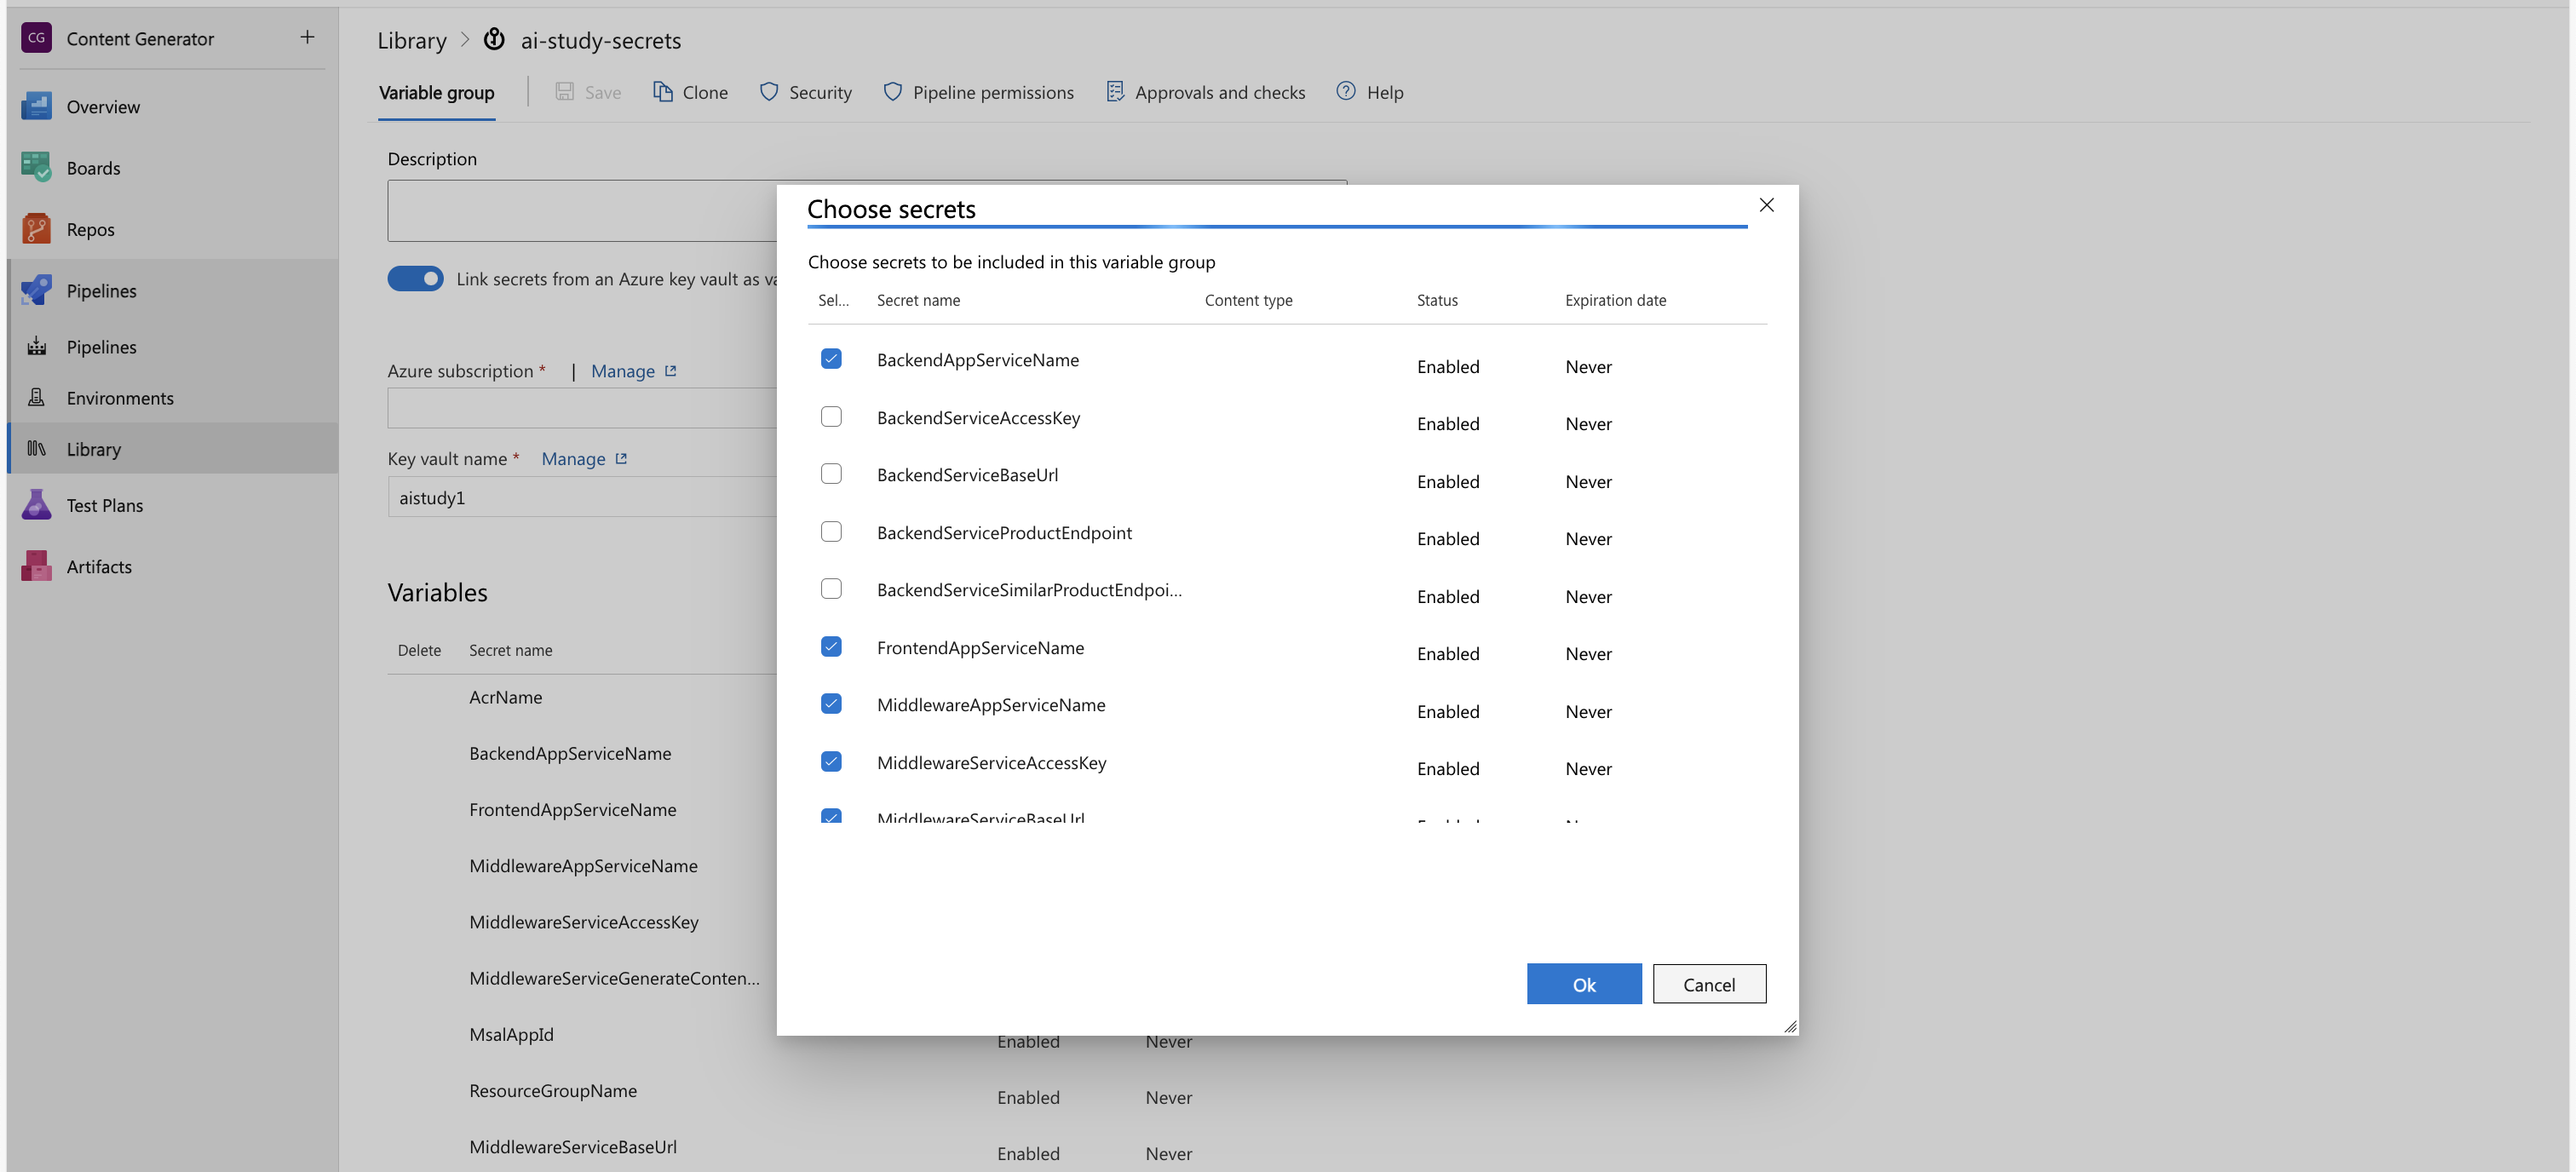 CG Content Generator
Overview
Boards
Repos
Pipelines
Pipelines
Environments
Library
Test Plans
Artifacts
Library > ai-study-secrets
Variable group Save Clone Security Pipeline permissions Approvals and checks Help
Description
Link secrets from an Azure key vault as va
Azure subscription * | Manage
Key vault name * Manage
aistudy1
Variables
Delete Secret name
AcrName
BackendAppServiceName
FrontendAppServiceName
MiddlewareAppServiceName
MiddlewareServiceAccessKey
MiddlewareServiceGenerateConten...
MsalAppId Enabled Never
ResourceGroupName Enabled Never
MiddlewareServiceBaseUrl Enabled Never
Choose secrets
Choose secrets to be included in this variable group
Sel... Secret name Content type Status Expiration date
BackendAppServiceName Enabled Never
BackendServiceAccessKey Enabled Never
BackendServiceBaseUrl Enabled Never
BackendServiceProductEndpoint Enabled Never
BackendServiceSimilarProductEndpoi... Enabled Never
FrontendAppServiceName Enabled Never
MiddlewareAppServiceName Enabled Never
MiddlewareServiceAccessKey Enabled Never
MiddlewareServiceBaseUrl
Ok Cancel